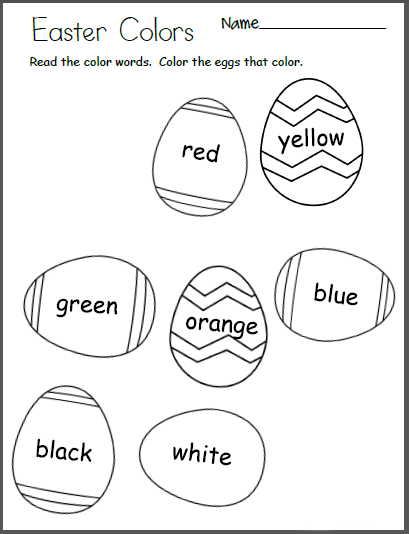 Easter Colors Name
Read the color words. Color the eggs that color.
red
yellow
green
orange
blue
black
white